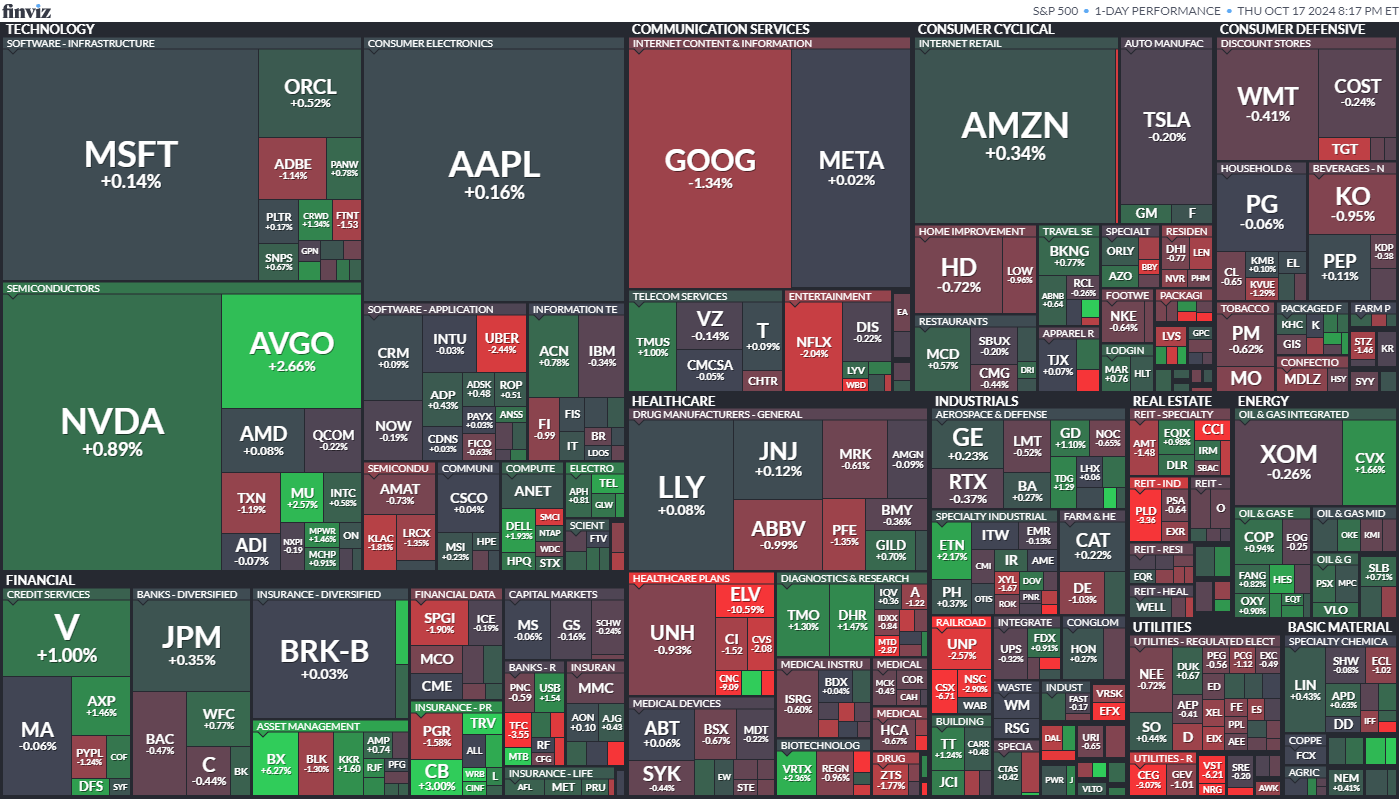 finviz
S&P 500 • 1-DAY PERFORMANCE • THU OCT 17 2024 8:17 PM ET
TECHNOLOGY
SOFTWARE - INFRASTRUCTURE
MSFT
+0.14%
ORCL
+0.52%
ADBE
-1.14%
PANW
+0.78%
PLTR
+0.17%
CRWD
+1.34%
FTNT
-1.53
SNPS
+0.67%
GPN
CONSUMER ELECTRONICS
AAPL
+0.16%
SEMICONDUCTORS
NVDA
+0.89%
AVGO
+2.66%
AMD
+0.08%
QCOM
-0.22%
TXN
-1.19%
MU
+2.57%
INTC
+0.58%
ADI
-0.07%
NXPI
-0.19
MPWR
+1.46%
ON
MCHP
+0.91%
SOFTWARE - APPLICATION
CRM
+0.09%
INTU
-0.03%
UBER
-2.44%
NOW
-0.19%
ADP
+0.43%
ADSK
+0.48
ROP
+0.51
PAYX
+0.03%
ANSS
CDNS
+0.03%
FICO
-0.63%
INFORMATION TE
ACN
+0.78%
IBM
-0.34%
FI
-0.99
FIS
IT
BR
LDOS
SEMICONDU
AMAT
-0.73%
KLAC
-1.81%
LRCX
-1.35%
COMMUNI
CSCO
+0.04%
MSI
+0.23%
HPE
COMPUTE
ANET
DELL
+1.93%
SMCI
NTAP
WDC
HPQ
STX
ELECTRO
APH
+0.81
TEL
GLW
SCIENT
FTV
COMMUNICATION SERVICES
INTERNET CONTENT & INFORMATION
GOOG
-1.34%
META
+0.02%
TELECOM SERVICES
TMUS
+1.00%
VZ
-0.14%
T
+0.09%
CMCSA
-0.05%
CHTR
ENTERTAINMENT
NFLX
-2.04%
DIS
-0.22%
LYV
WBD
EA
CONSUMER CYCLICAL
INTERNET RETAIL
AMZN
+0.34%
AUTO MANUFAC
TSLA
-0.20%
GM
F
HOME IMPROVEMENT
HD
-0.72%
LOW
-0.96%
TRAVEL SE
BKNG
+0.77%
ABNB
+0.64
RCL
-0.26%
SPECIALT
ORLY
BBY
AZO
RESIDEN
DHI
-0.77
LEN
NVR
PHM
RESTAURANTS
MCD
+0.57%
SBUX
-0.20%
CMG
-0.44%
DRI
APPAREL R
TJX
+0.07%
FOOTWE
NKE
-0.64%
LODGIN
MAR
+0.76
HLT
PACKAGI
LVS
GPC
CONSUMER DEFENSIVE
DISCOUNT STORES
WMT
-0.41%
COST
-0.24%
TGT
HOUSEHOLD &
PG
-0.06%
CL
-0.65
KMB
+0.10%
EL
KVUE
-1.29%
BEVERAGES - N
KO
-0.95%
PEP
+0.11%
KDP
-0.38
TOBACCO
PM
-0.62%
MO
PACKAGED F
KHC
K
GIS
CONFECTIO
MDLZ
HSY
FARM P
STZ
-1.46
KR
SYY
HEALTHCARE
DRUG MANUFACTURERS - GENERAL
LLY
+0.08%
JNJ
+0.12%
MRK
-0.61%
AMGN
-0.09%
ABBV
-0.99%
PFE
-1.35%
BMY
-0.36%
GILD
+0.70%
HEALTHCARE PLANS
UNH
-0.93%
ELV
-10.59%
CI
-1.52
CVS
-2.08
CNC
-9.09
DIAGNOSTICS & RESEARCH
TMO
+1.30%
DHR
+1.47%
IQV
+0.36
A
-1.22
IDXX
-0.84
MTD
-2.87
MEDICAL DEVICES
ABT
+0.06%
BSX
-0.67%
MDT
-0.22%
SYK
-0.44%
EW
STE
MEDICAL INSTRU
ISRG
-0.60%
BDX
+0.04%
MEDICAL
MCK
-0.43
COR
CAH
MEDICAL
HCA
-0.67%
BIOTECHNOLOG
VRTX
+2.36%
REGN
-0.92%
DRUG
ZTS
-1.77%
INDUSTRIALS
AEROSPACE & DEFENSE
GE
+0.23%
LMT
-0.52%
GD
+1.10%
NOC
-0.65%
RTX
-0.37%
BA
+0.27%
TDG
+1.29
LHX
+0.06
SPECIALTY INDUSTRIAL
ETN
+2.17%
ITW
EMR
-0.13%
CMI
IR
AME
PH
+0.37%
OTIS
XYL
-1.67
DOV
ROK
PNR
FARM & HE
CAT
+0.22%
DE
-1.03%
RAILROAD
UNP
-2.57%
CSX
-6.71
NSC
-2.90%
WAB
INTEGRATE
UPS
-0.32%
FDX
+0.91%
CONGLOM
HON
+0.27%
WASTE
WM
RSG
INDUST
FAST
-0.17
VRSK
EFX
BUILDING
TT
+1.24%
CARR
+0.48
JCI
SPECIA
CTAS
+0.42
DAL
URI
-0.65
PWR
J
VLTO
REAL ESTATE
REIT - SPECIALTY
AMT
-1.48
EQIX
+0.98%
CCI
IRM
DLR
SBAC
REIT - IND
PLD
-3.36
PSA
-0.64
EXR
REIT -
O
REIT - RESI
EQR
REIT - HEAL
WELL
ENERGY
OIL & GAS INTEGRATED
XOM
-0.26%
CVX
+1.66%
OIL & GAS E
COP
+0.94%
EOG
-0.25
FANG
+0.82%
HES
OXY
+0.90%
EQT
OIL & GAS MID
OKE
KMI
OIL & G
PSX
MPC
VLO
SLB
+0.71%
UTILITIES
UTILITIES - REGULATED ELECT
NEE
-0.72%
DUK
+0.67
PEG
-0.56
PCG
-1.12
EXC
-0.49
SO
+0.44%
AEP
-0.41
ED
XEL
FE
ES
PPL
D
EIX
AEE
UTILITIES - R
CEG
-3.07%
GEV
-1.01
VST
-6.21
NRG
SRE
-0.20
AWK
BASIC MATERIAL
SPECIALTY CHEMICA
LIN
+0.43%
SHW
-0.08%
ECL
-1.02
APD
+0.63%
DD
IFF
COPPE
FCX
AGRIC
NEM
+0.41%
FINANCIAL
CREDIT SERVICES
V
+1.00%
MA
-0.06%
AXP
+1.46%
PYPL
-1.24%
COF
DFS
SYF
BANKS - DIVERSIFIED
JPM
+0.35%
BAC
-0.47%
WFC
+0.77%
C
-0.44%
BK
INSURANCE - DIVERSIFIED
BRK-B
+0.03%
ASSET MANAGEMENT
BX
+6.27%
BLK
-1.30%
KKR
+1.60
AMP
+0.74
RJF
PFG
FINANCIAL DATA
SPGI
-1.90%
ICE
-0.19%
MCO
CME
CAPITAL MARKETS
MS
-0.06%
GS
-0.16%
SCHW
-0.24%
BANKS - R
PNC
-0.59
USB
+1.54
TFC
-3.55
RF
MTB
CFG
INSURAN
MMC
AON
+0.10
AJG
+0.43
INSURANCE - PR
PGR
-1.58%
TRV
ALL
CB
+3.00%
WRB
L
CINF
INSURANCE - LIFE
AFL
MET
PRU